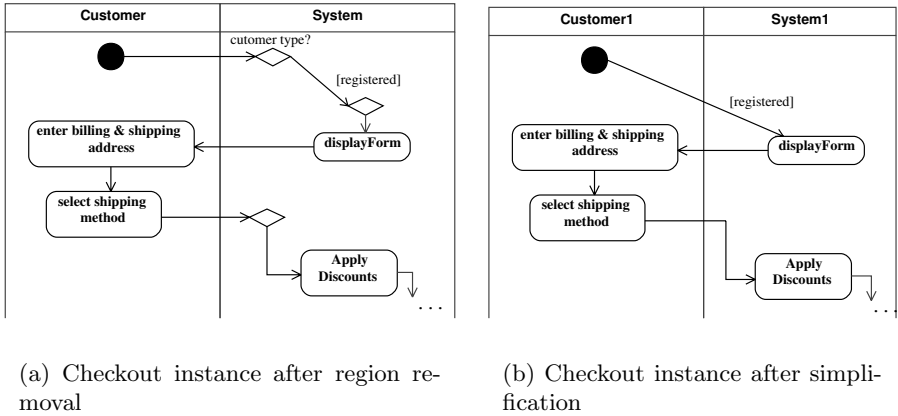 Customer
System
cutomer type?
[registered]
enter billing & shipping
address
displayForm
select shipping
method
Apply
Discounts
. . .
(a) Checkout instance after region re-
moval
Customer1
System1
[registered]
enter billing & shipping
address
displayForm
select shipping
method
Apply
Discounts
. . .
(b) Checkout instance after simpli-
fication